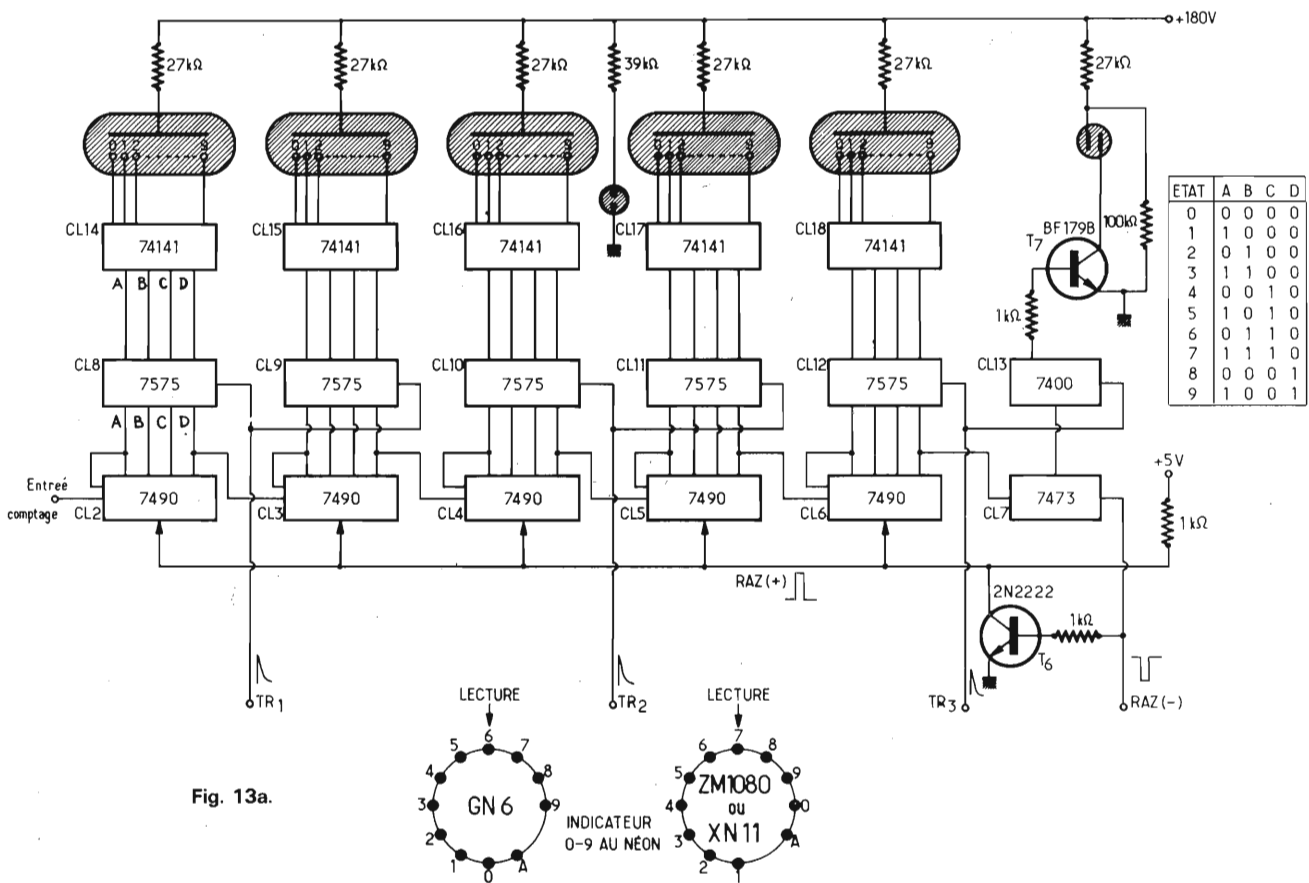 +180V
27kΩ
27kΩ
27kΩ
39kΩ
27kΩ
27kΩ
27kΩ
0 1 2 9
0 1 2 9
0 1 2 9
0 1 2 9
0 1 2 9
CL14
74141
CL15
74141
CL16
74141
CL17
74141
CL18
74141
T7
BF179B
100kΩ
1kΩ
A B C D
CL8
7575
CL9
7575
CL10
7575
CL11
7575
CL12
7575
CL13
7400
A B C D
Entreé
comptage
CL2
7490
CL3
7490
CL4
7490
CL5
7490
CL6
7490
CL7
7473
+5V
1kΩ
ETAT A B C D
0 0 0 0 0
1 1 0 0 0
2 0 1 0 0
3 1 1 0 0
4 0 0 1 0
5 1 0 1 0
6 0 1 1 0
7 1 1 1 0
8 0 0 0 1
9 1 0 0 1
RAZ(+)
2N2222
1kΩ
T6
TR1
TR2
TR3
RAZ(-)
LECTURE
6
5 7
4 8
3 9
2
1 A
0
GN6
INDICATEUR
0-9 AU NÉON
LECTURE
7
6 8
5 9
4 0
3 A
2
1
ZM1080
ou
XN11
Fig. 13a.